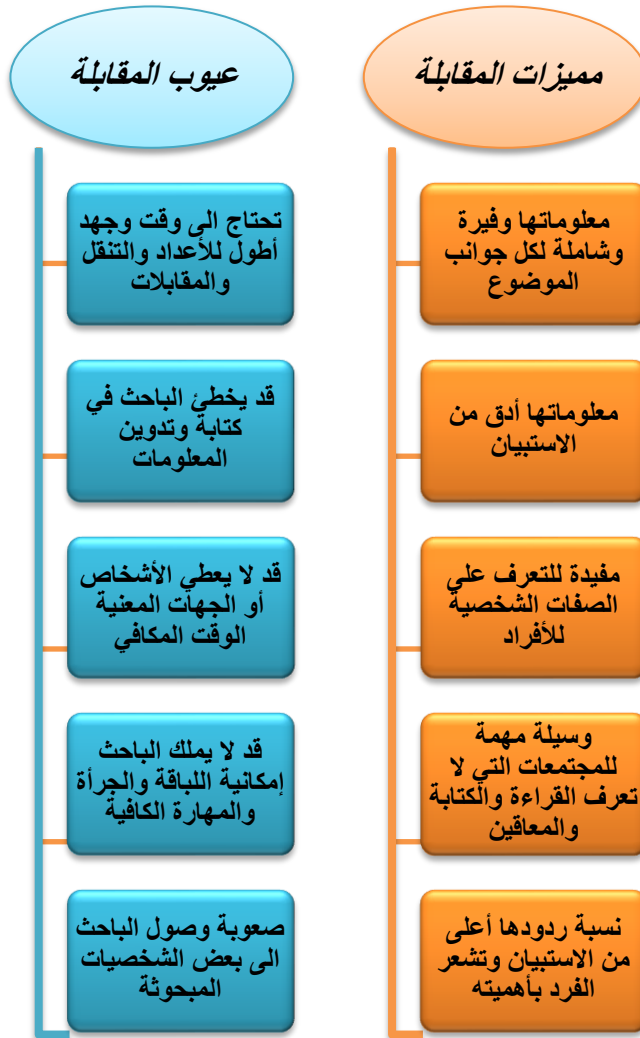 مميزات المقابلة
معلوماتها وفيرة
وشاملة لكل جوانب
الموضوع
معلوماتها أدق من
الاستبيان
مفيدة للتعرف على
الصفات الشخصية
للأفراد
وسيلة مهمة
للمجتمعات التي لا
تعرف القراءة والكتابة
والمعاقين
نسبة ردودها أعلى
من الاستبيان وتشعر
الفرد بأهميته
عيوب المقابلة
تحتاج الى وقت وجهد
أطول للأعداد والتنقل
والمقابلات
قد يخطئ الباحث في
كتابة وتدوين
المعلومات
قد لا يعطي الأشخاص
أو الجهات المعنية
الوقت المكافي
قد لا يملك الباحث
إمكانية اللباقة والجرأة
والمهارة الكافية
صعوبة وصول الباحث
الى بعض الشخصيات
المبحوثة